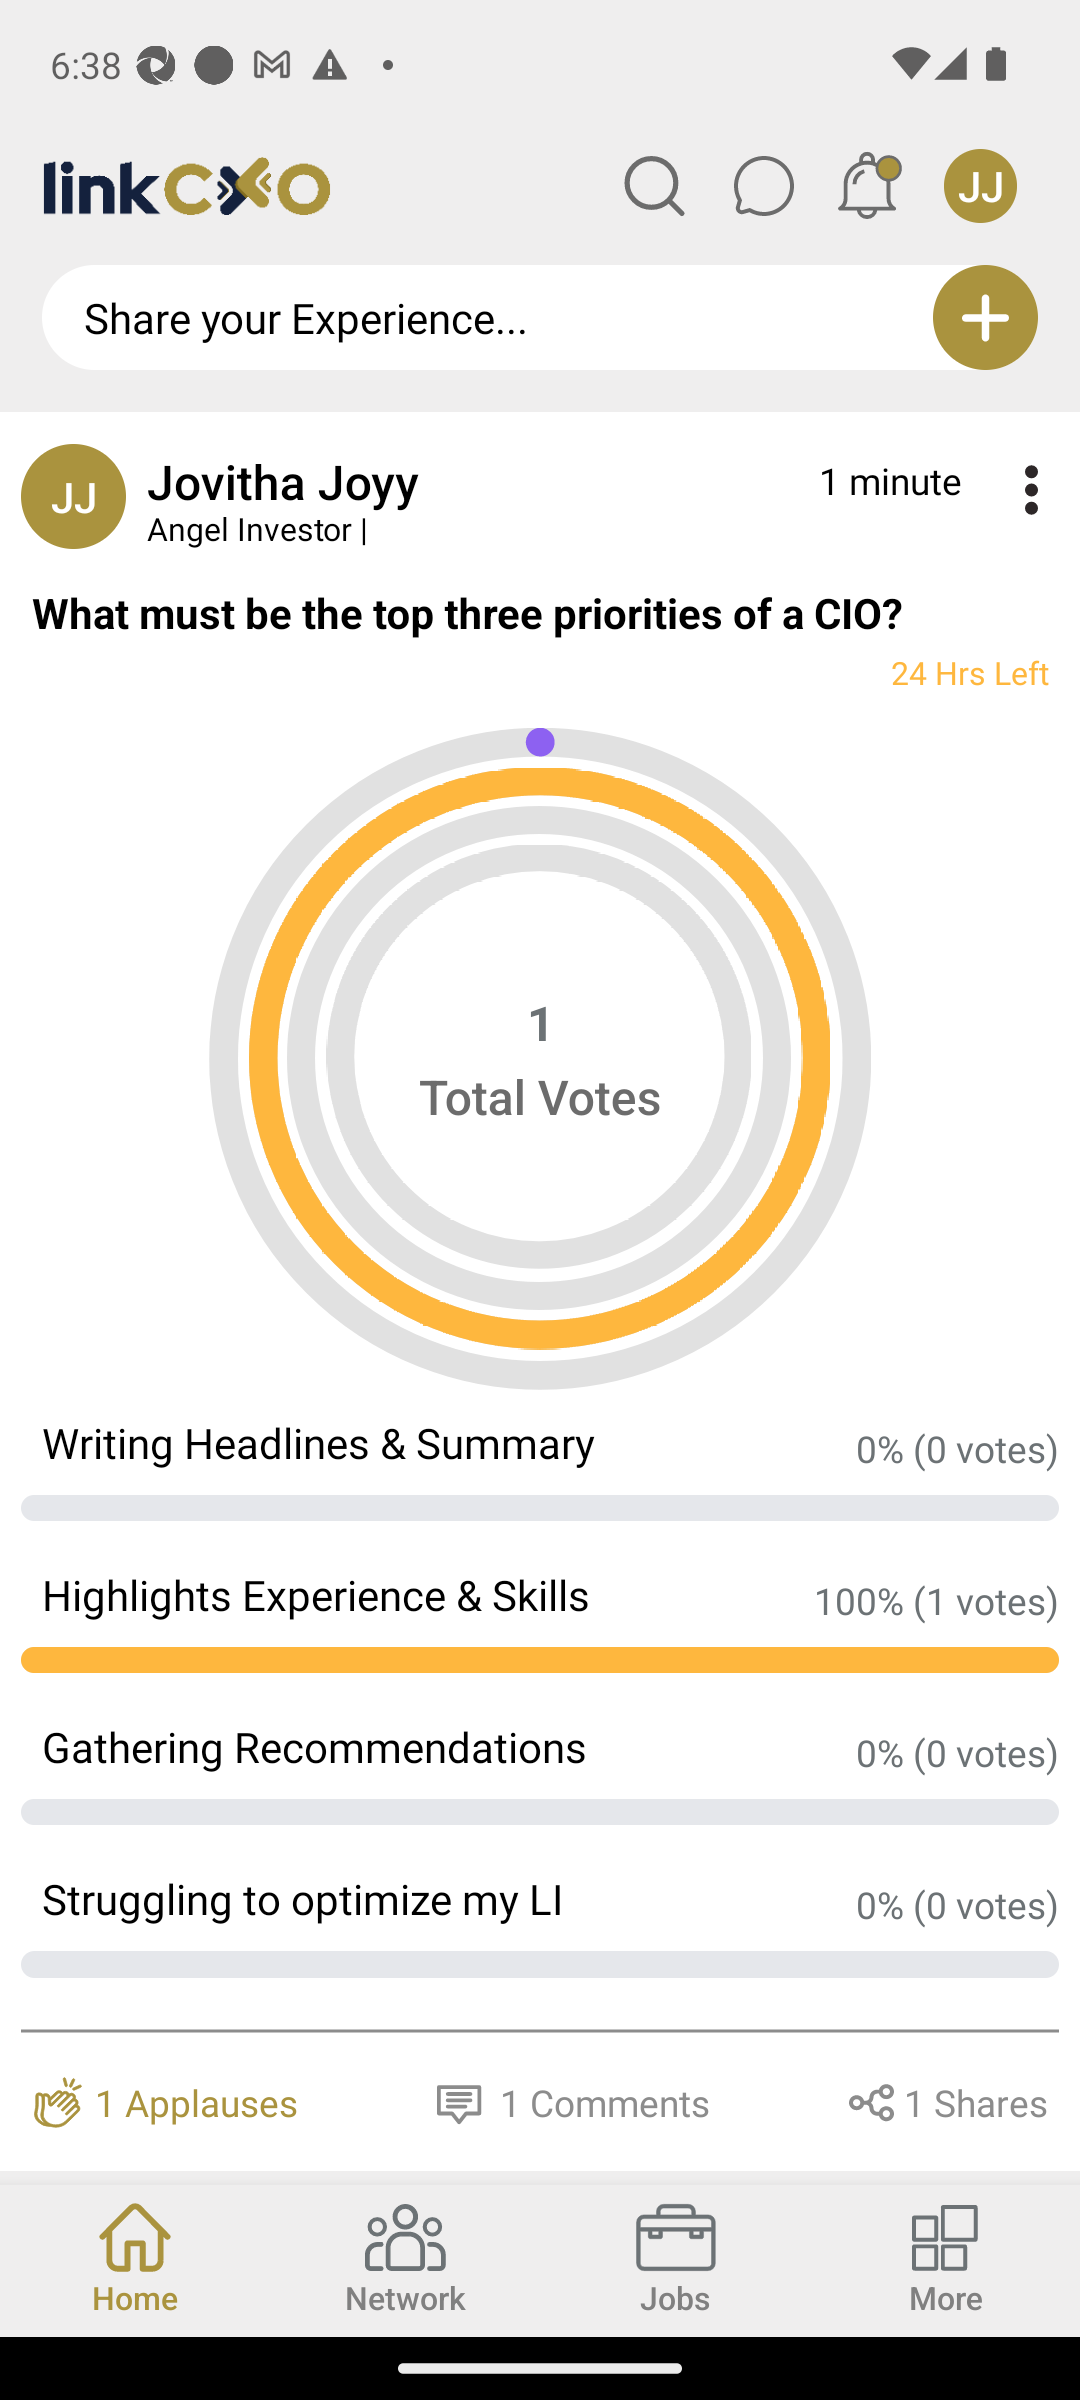 6:38
linkCXO
JJ
Share your Experience...
JJ
Jovitha Joyy
1 minute
Angel Investor |
What must be the top three priorities of a CIO?
24 Hrs Left
1
Total Votes
Writing Headlines & Summary
0% (0 votes)
Highlights Experience & Skills
100% (1 votes)
Gathering Recommendations
0% (0 votes)
Struggling to optimize my LI
0% (0 votes)
1 Applauses
1 Comments
1 Shares
Home
Network
Jobs
More